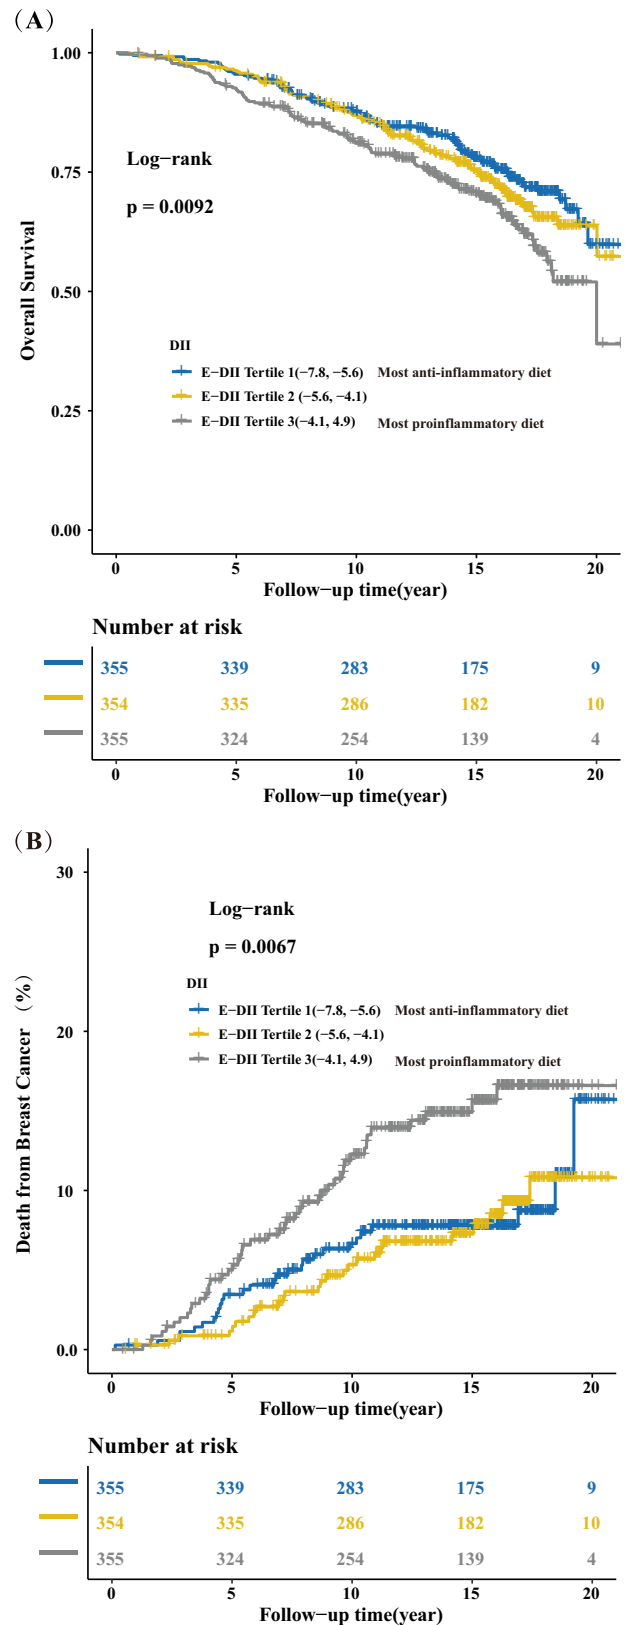 (A)
1.00
0.75
0.50
0.25
0.00
Overall Survival
Log−rank
p = 0.0092
DII
E−DII Tertile 1(−7.8, −5.6) Most anti-inflammatory diet
E−DII Tertile 2 (−5.6, −4.1)
E−DII Tertile 3(−4.1, 4.9) Most proinflammatory diet
0 5 10 15 20
Follow−up time(year)
Number at risk
355 339 283 175 9
354 335 286 182 10
355 324 254 139 4
0 5 10 15 20
Follow−up time(year)
(B)
30
20
10
0.0
Death from Breast Cancer (%)
Log−rank
p = 0.0067
DII
E−DII Tertile 1(−7.8, −5.6) Most anti-inflammatory diet
E−DII Tertile 2 (−5.6, −4.1)
E−DII Tertile 3(−4.1, 4.9) Most proinflammatory diet
0 5 10 15 20
Follow−up time(year)
Number at risk
355 339 283 175 9
354 335 286 182 10
355 324 254 139 4
0 5 10 15 20
Follow−up time(year)